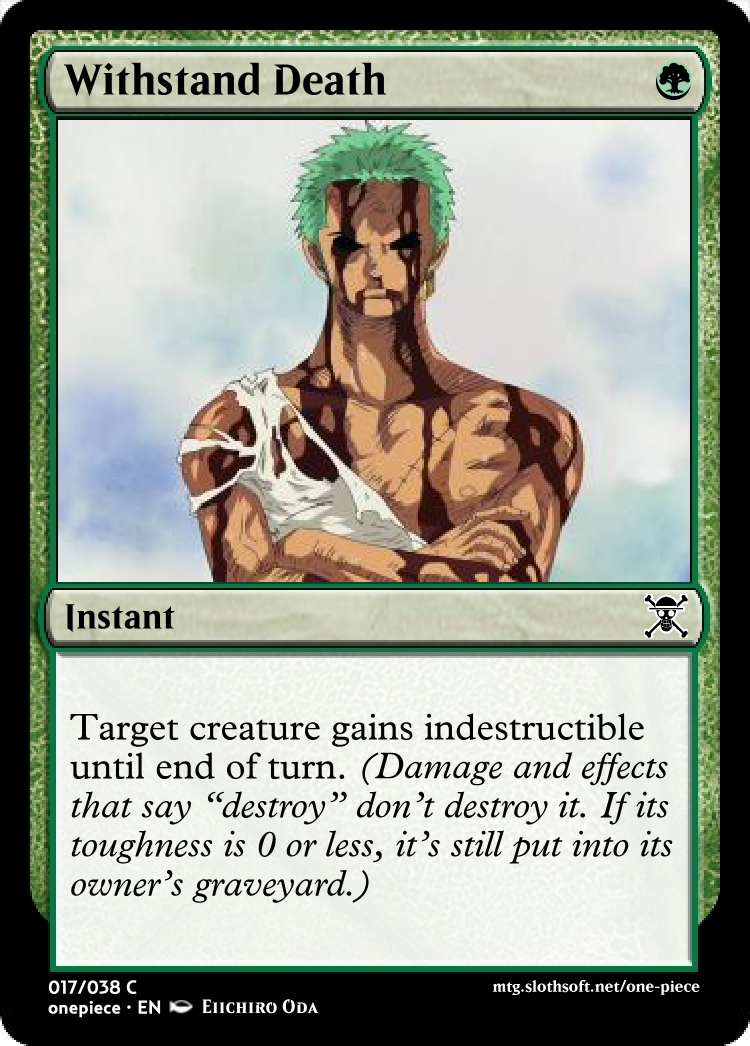 Withstand Death
Instant
Target creature gains indestructible
until end of turn. (Damage and effects
that say “destroy” don’t destroy it. If its
toughness is 0 or less, it’s still put into its
owner’s graveyard.)
017/038 C
onepiece · EN Eiichiro Oda
mtg.slothsoft.net/one-piece